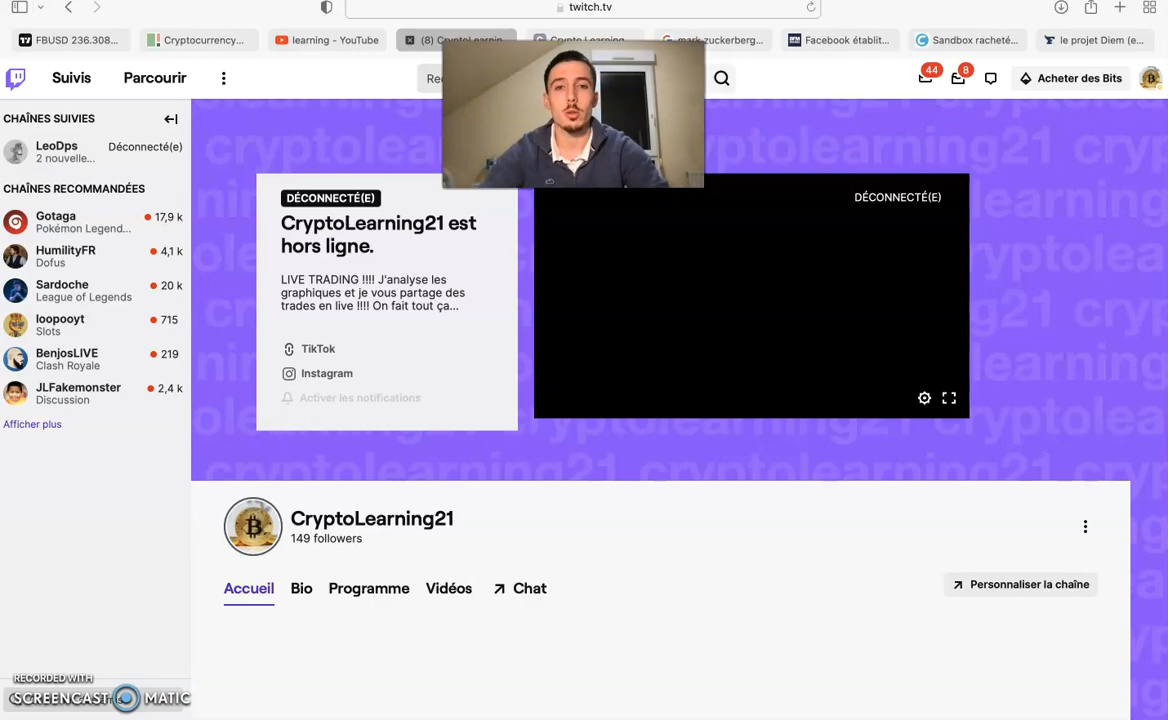 twitch.tv
FBUSD 236.308...
Cryptocurrency...
learning - YouTube
(8) CryptoLearnin
Crypto Learning
mark zuckerberg...
Facebook établit...
Sandbox racheté...
le projet Diem (e...
Suivis
Parcourir
Rec
44
8
Acheter des Bits
CHAÎNES SUIVIES
LeoDps
Déconnecté(e)
2 nouvelle...
CHAÎNES RECOMMANDÉES
Gotaga
17,9 k
Pokémon Legend...
HumilityFR
4,1 k
Dofus
Sardoche
20 k
League of Legends
loopooyt
715
Slots
BenjosLIVE
219
Clash Royale
JLFakemonster
2,4 k
Discussion
Afficher plus
DÉCONNECTÉ(E)
CryptoLearning21 est
hors ligne.
LIVE TRADING !!!! J'analyse les
graphiques et je vous partage des
trades en live !!!! On fait tout ça...
TikTok
Instagram
Activer les notifications
DÉCONNECTÉ(E)
CryptoLearning21
149 followers
Accueil
Bio
Programme
Vidéos
Chat
Personnaliser la chaîne
RECORDED WITH
SCREENCAST MATIC